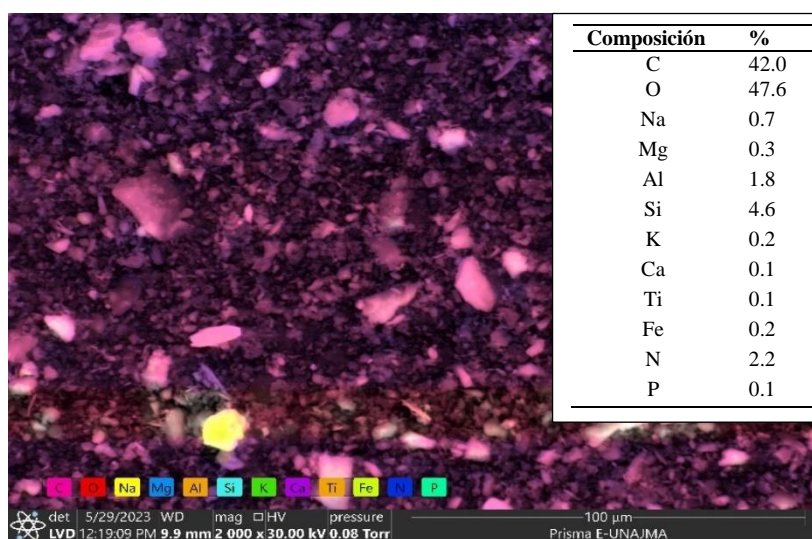 Composición %
C 42.0
O 47.6
Na 0.7
Mg 0.3
Al 1.8
Si 4.6
K 0.2
Ca 0.1
Ti 0.1
Fe 0.2
N 2.2
P 0.1
C O Na Mg Al Si K Ca Ti Fe N P
det 5/29/2023 WD mag □ HV pressure 100 µm
LVD 12:19:09 PM 9.9 mm 2 000 x 30.00 kV 0.08 Torr Prisma E-UNAJMA